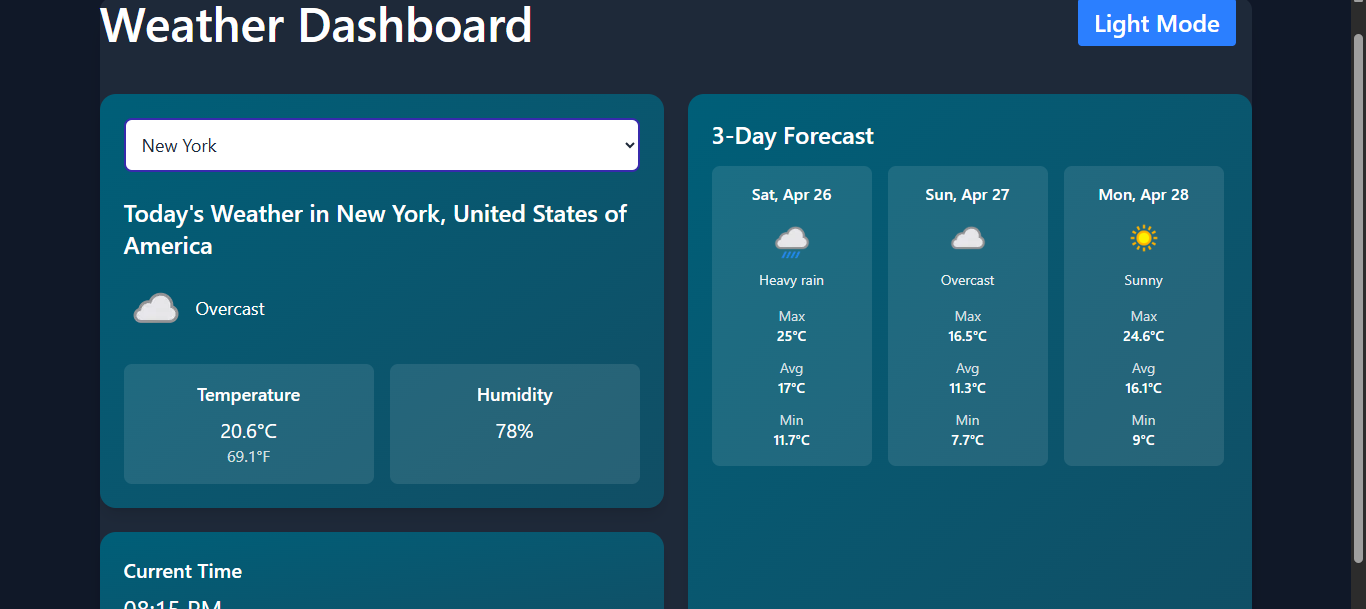 Weather Dashboard
Light Mode
New York
Today's Weather in New York, United States of
America
Overcast
Temperature
20.6°C
69.1°F
Humidity
78%
Current Time
08:15 PM
3-Day Forecast
Sat, Apr 26
Heavy rain
Max
25°C
Avg
17°C
Min
11.7°C
Sun, Apr 27
Overcast
Max
16.5°C
Avg
11.3°C
Min
7.7°C
Mon, Apr 28
Sunny
Max
24.6°C
Avg
16.1°C
Min
9°C